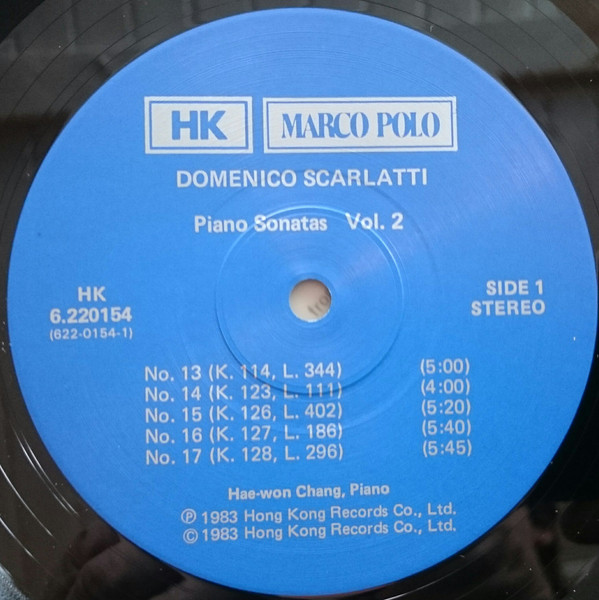 HK MARCO POLO
DOMENICO SCARLATTI
Piano Sonatas Vol. 2
HK
6.220154
(622-0154-1)
SIDE 1
STEREO
No. 13 (K. 114, L. 344) (5:00)
No. 14 (K. 123, L. 111) (4:00)
No. 15 (K. 126, L. 402) (5:20)
No. 16 (K. 127, L. 186) (5:40)
No. 17 (K. 128, L. 296) (5:45)
Hae-won Chang, Piano
℗ 1983 Hong Kong Records Co., Ltd.
© 1983 Hong Kong Records Co., Ltd.